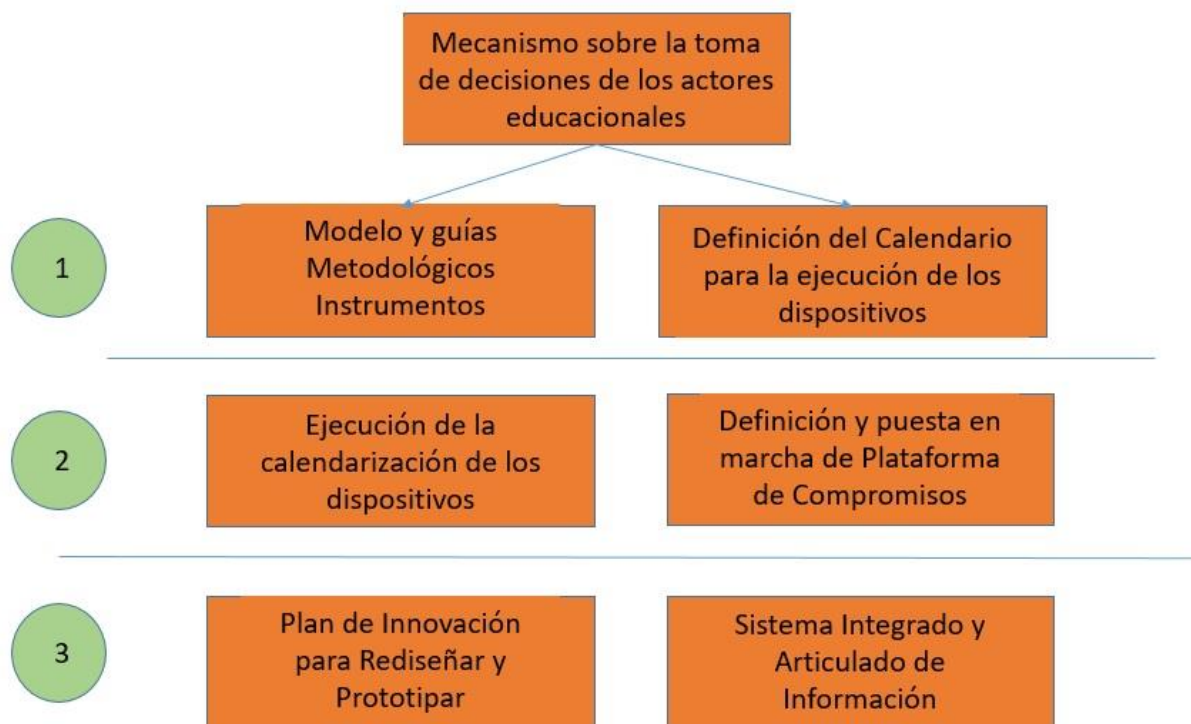 Mecanismo sobre la toma
de decisiones de los actores
educacionales
1
Modelo y guías
Metodológicos
Instrumentos
Definición del Calendario
para la ejecución de los
dispositivos
2
Ejecución de la
calendarización de los
dispositivos
Definición y puesta en
marcha de Plataforma
de Compromisos
3
Plan de Innovación
para Rediseñar y
Prototipar
Sistema Integrado y
Articulado de
Información